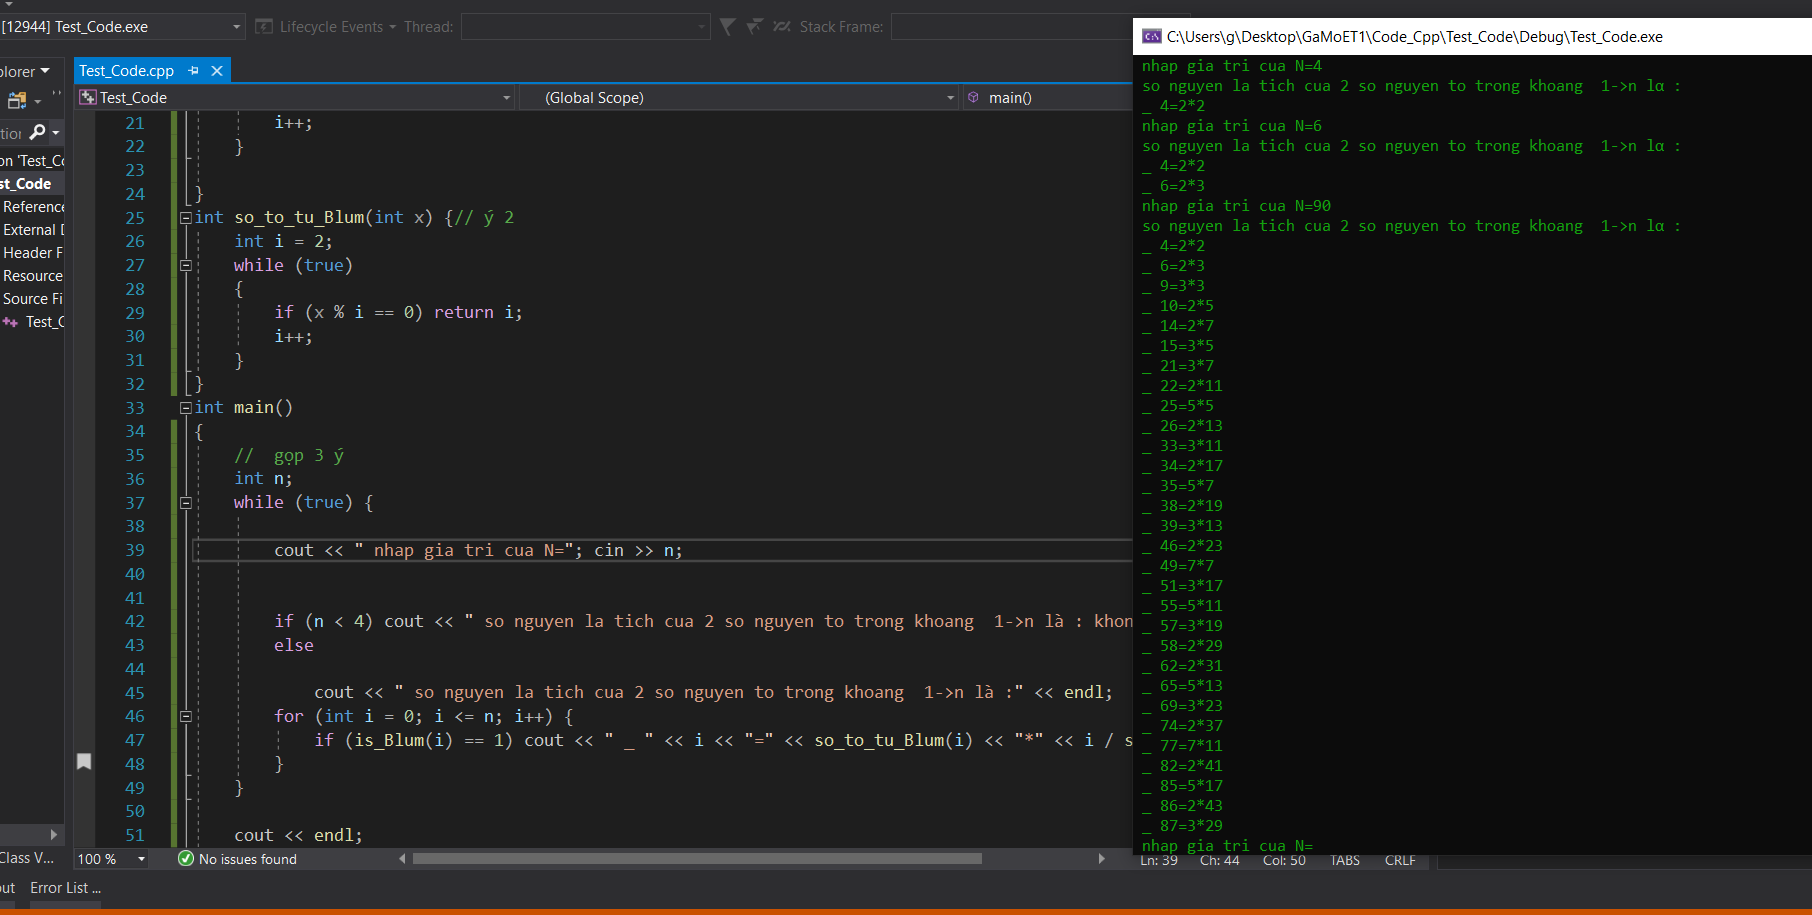 [12944] Test_Code.exe
Lifecycle Events
Thread:
Stack Frame:
C:\Users\g\Desktop\GaMoET1\Code_Cpp\Test_Code\Debug\Test_Code.exe
plorer
Test_Code.cpp
Test_Code
(Global Scope)
main()
on 'Test_Co
st_Code
Reference
External D
Header F
Resource
Source Fi
Test_C
21 i++;
22 }
23
24 }
25 int so_to_tu_Blum(int x) {// ý 2
26 int i = 2;
27 while (true)
28 {
29 if (x % i == 0) return i;
30 i++;
31 }
32 }
33 int main()
34 {
35 // gọp 3 ý
36 int n;
37 while (true) {
38
39 cout << " nhap gia tri cua N="; cin >> n;
40
41
42 if (n < 4) cout << " so nguyen la tich cua 2 so nguyen to trong khoang  1->n là : khon
43 else
44
45 cout << " so nguyen la tich cua 2 so nguyen to trong khoang  1->n là :" << endl;
46 for (int i = 0; i <= n; i++) {
47 if (is_Blum(i) == 1) cout << " _ " << i << "=" << so_to_tu_Blum(i) << "*" << i / s
48 }
49 }
50
51 cout << endl;
nhap gia tri cua N=4
so nguyen la tich cua 2 so nguyen to trong khoang  1->n lα :
_ 4=2*2
nhap gia tri cua N=6
so nguyen la tich cua 2 so nguyen to trong khoang  1->n lα :
_ 4=2*2
_ 6=2*3
nhap gia tri cua N=90
so nguyen la tich cua 2 so nguyen to trong khoang  1->n lα :
_ 4=2*2
_ 6=2*3
_ 9=3*3
_ 10=2*5
_ 14=2*7
_ 15=3*5
_ 21=3*7
_ 22=2*11
_ 25=5*5
_ 26=2*13
_ 33=3*11
_ 34=2*17
_ 35=5*7
_ 38=2*19
_ 39=3*13
_ 46=2*23
_ 49=7*7
_ 51=3*17
_ 55=5*11
_ 57=3*19
_ 58=2*29
_ 62=2*31
_ 65=5*13
_ 69=3*23
_ 74=2*37
_ 77=7*11
_ 82=2*41
_ 85=5*17
_ 86=2*43
_ 87=3*29
nhap gia tri cua N=
Class V...
100 %
No issues found
Ln: 39 Ch: 44 Col: 50 TABS CRLF
ut
Error List ...